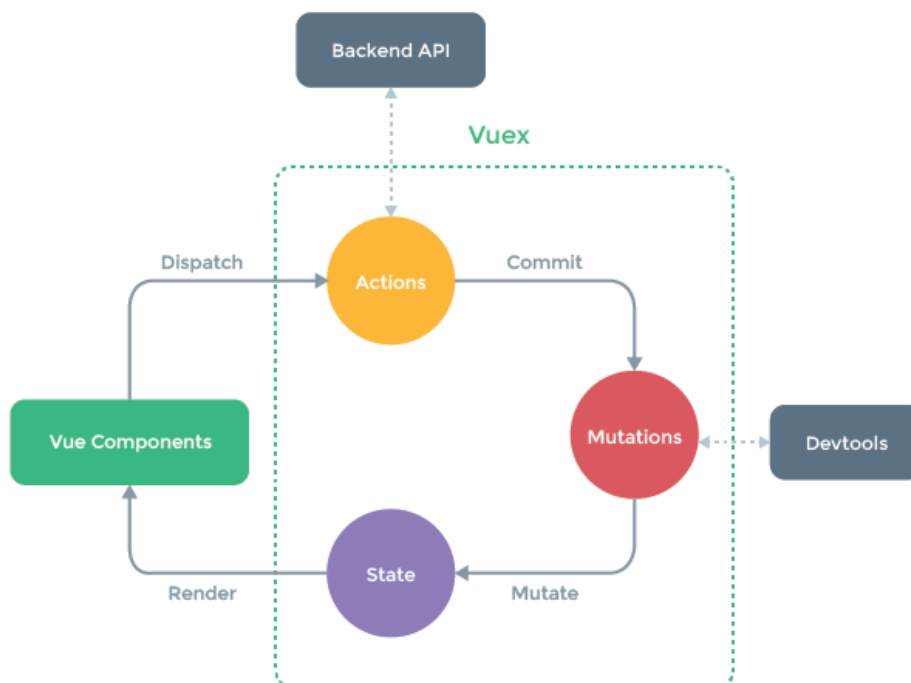 Backend API
Vuex
Dispatch
Commit
Actions
Vue Components
Mutations
Devtools
State
Render
Mutate